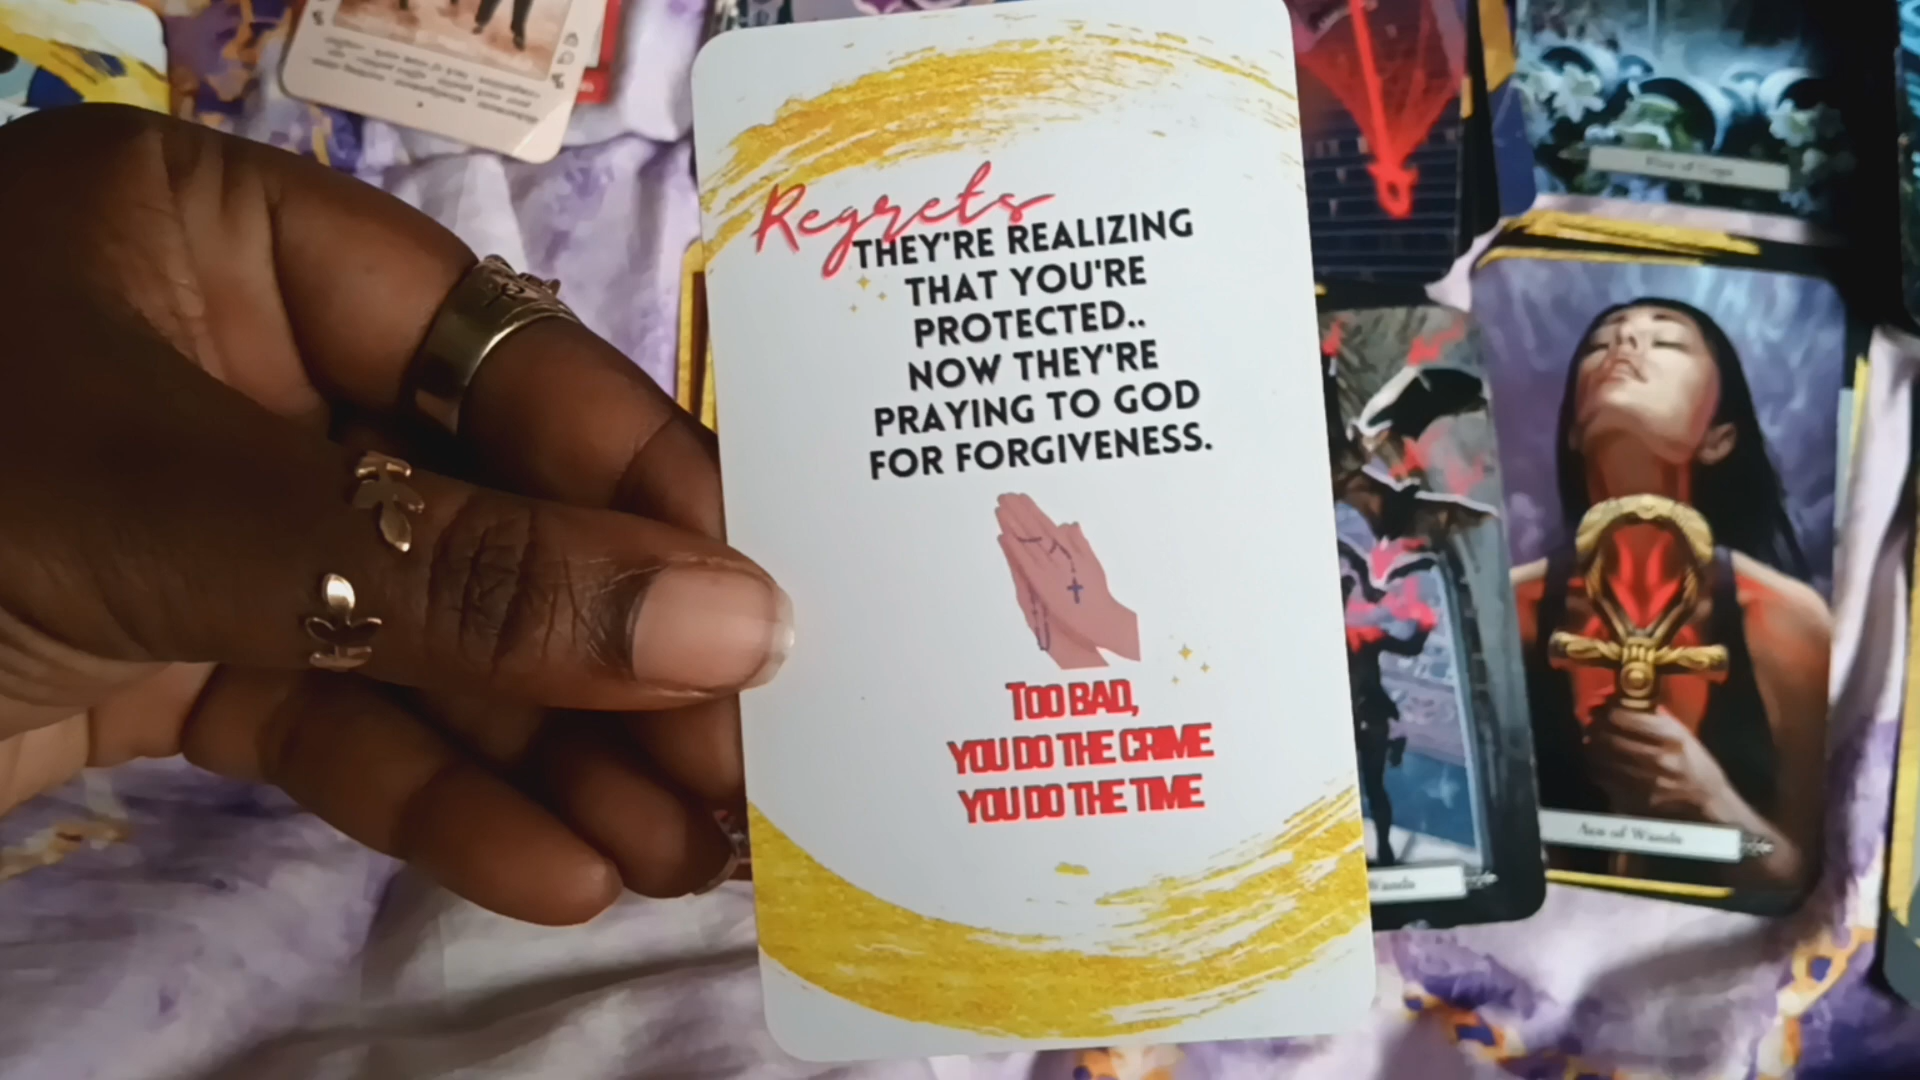 Regrets
THEY'RE REALIZING
THAT YOU'RE
PROTECTED..
NOW THEY'RE
PRAYING TO GOD
FOR FORGIVENESS.
TOO BAD,
YOU DO THE CRIME
YOU DO THE TIME
Ace of Wands
Wands